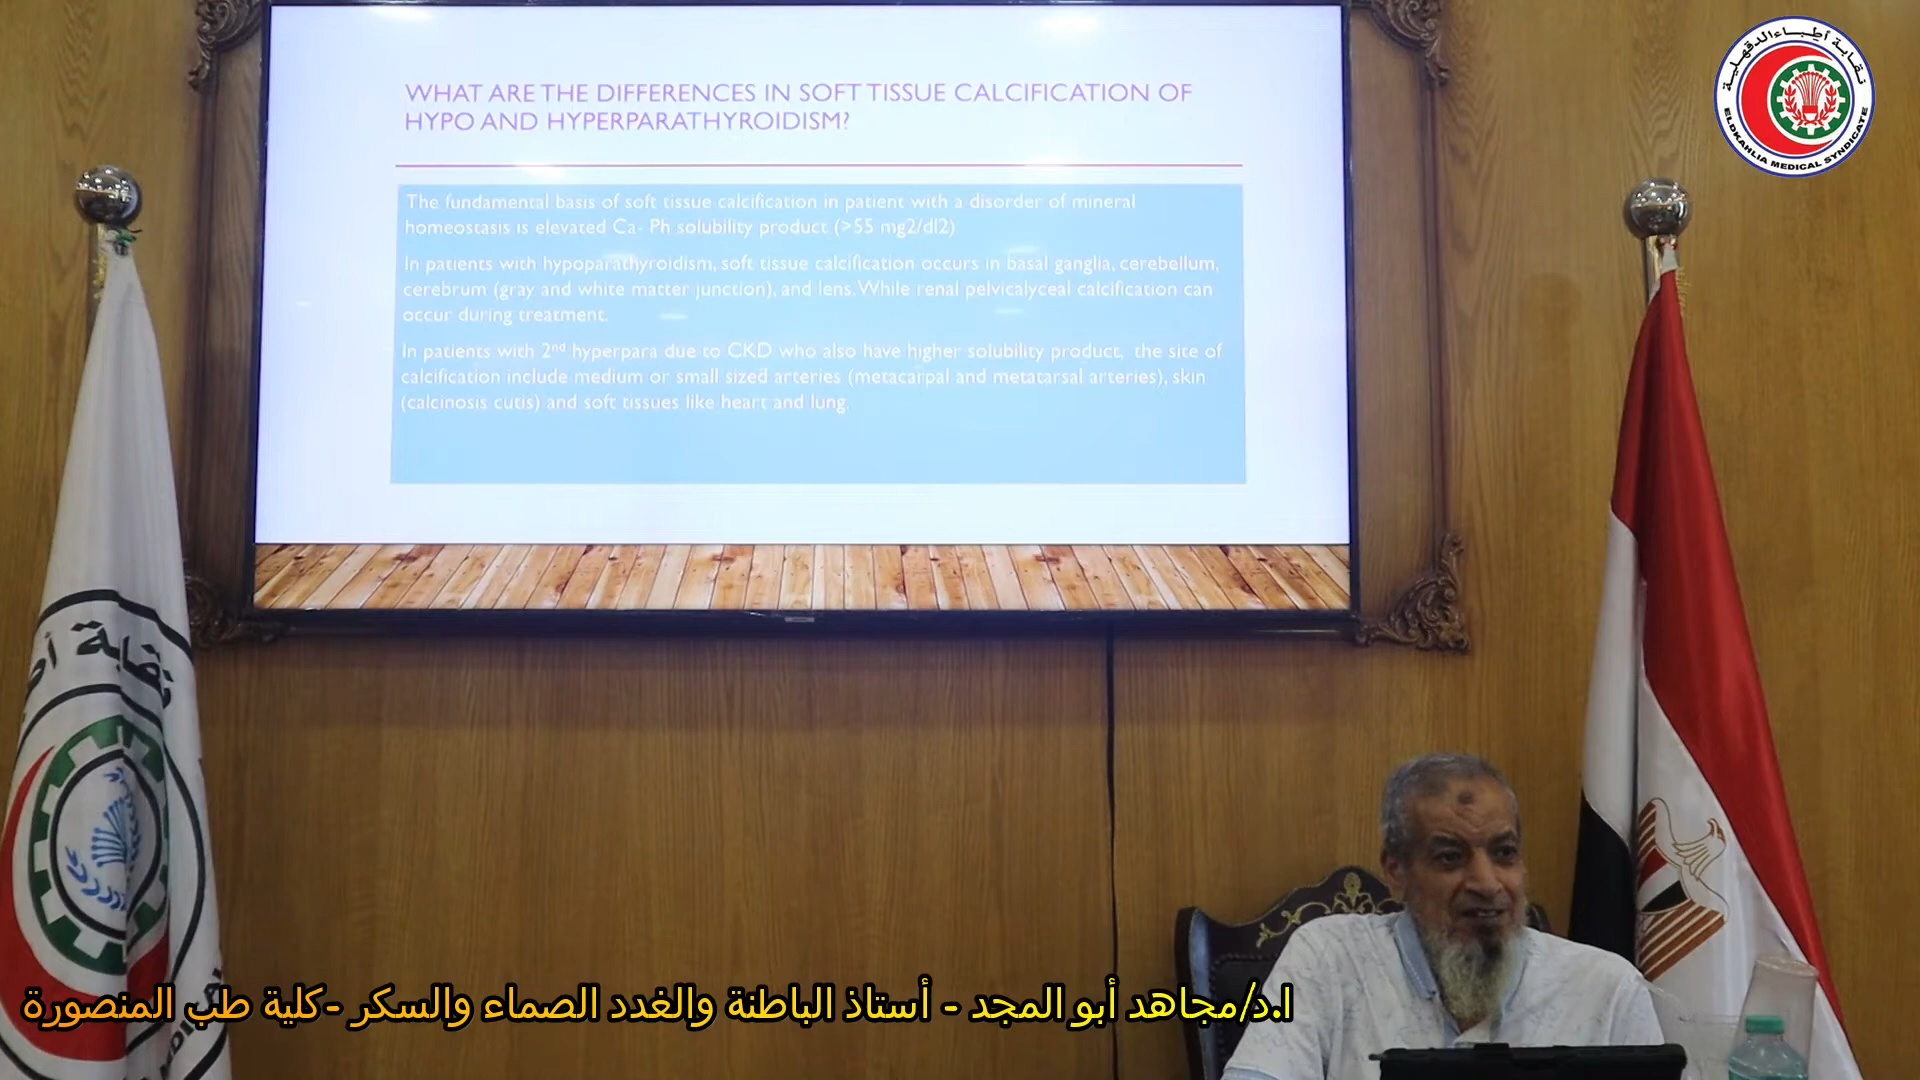 WHAT ARE THE DIFFERENCES IN SOFT TISSUE CALCIFICATION OF
HYPO AND HYPERPARATHYROIDISM?
The fundamental basis of soft tissue calcification in patient with a disorder of mineral
homeostasis is elevated Ca- Ph solubility product (>55 mg2/dl2)
In patients with hypoparathyroidism, soft tissue calcification occurs in basal ganglia, cerebellum,
cerebrum (gray and white matter junction), and lens. While renal pelvicalyceal calcification can
occur during treatment.
In patients with 2nd hyperpara due to CKD who also have higher solubility product, the site of
calcification include medium or small sized arteries (metacarpal and metatarsal arteries), skin
(calcinosis cutis) and soft tissues like heart and lung.
نقابة أطباء الدقهلية
ELDKAHLIA MEDICAL SYNDICATE
نقابة
ا.د/مجاهد أبو المجد - أستاذ الباطنة والغدد الصماء والسكر -كلية طب المنصورة